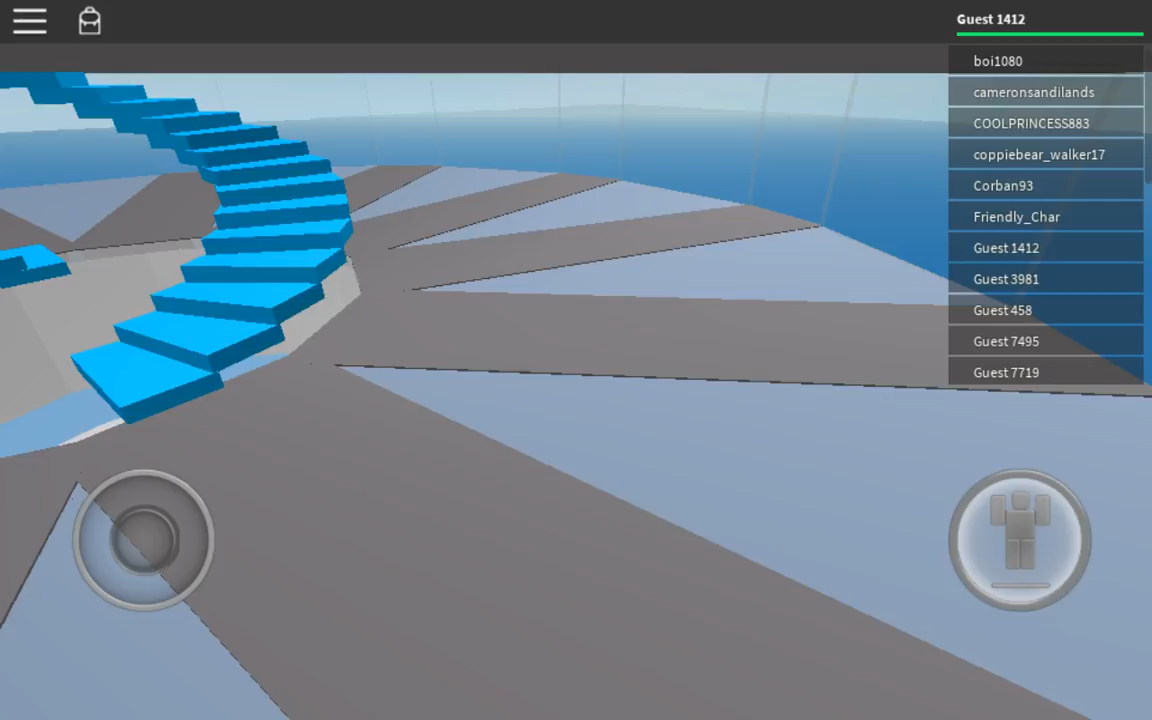 Guest 1412
boi1080
cameronsandilands
COOLPRINCESS883
coppiebear_walker17
Corban93
Friendly_Char
Guest 1412
Guest 3981
Guest 458
Guest 7495
Guest 7719